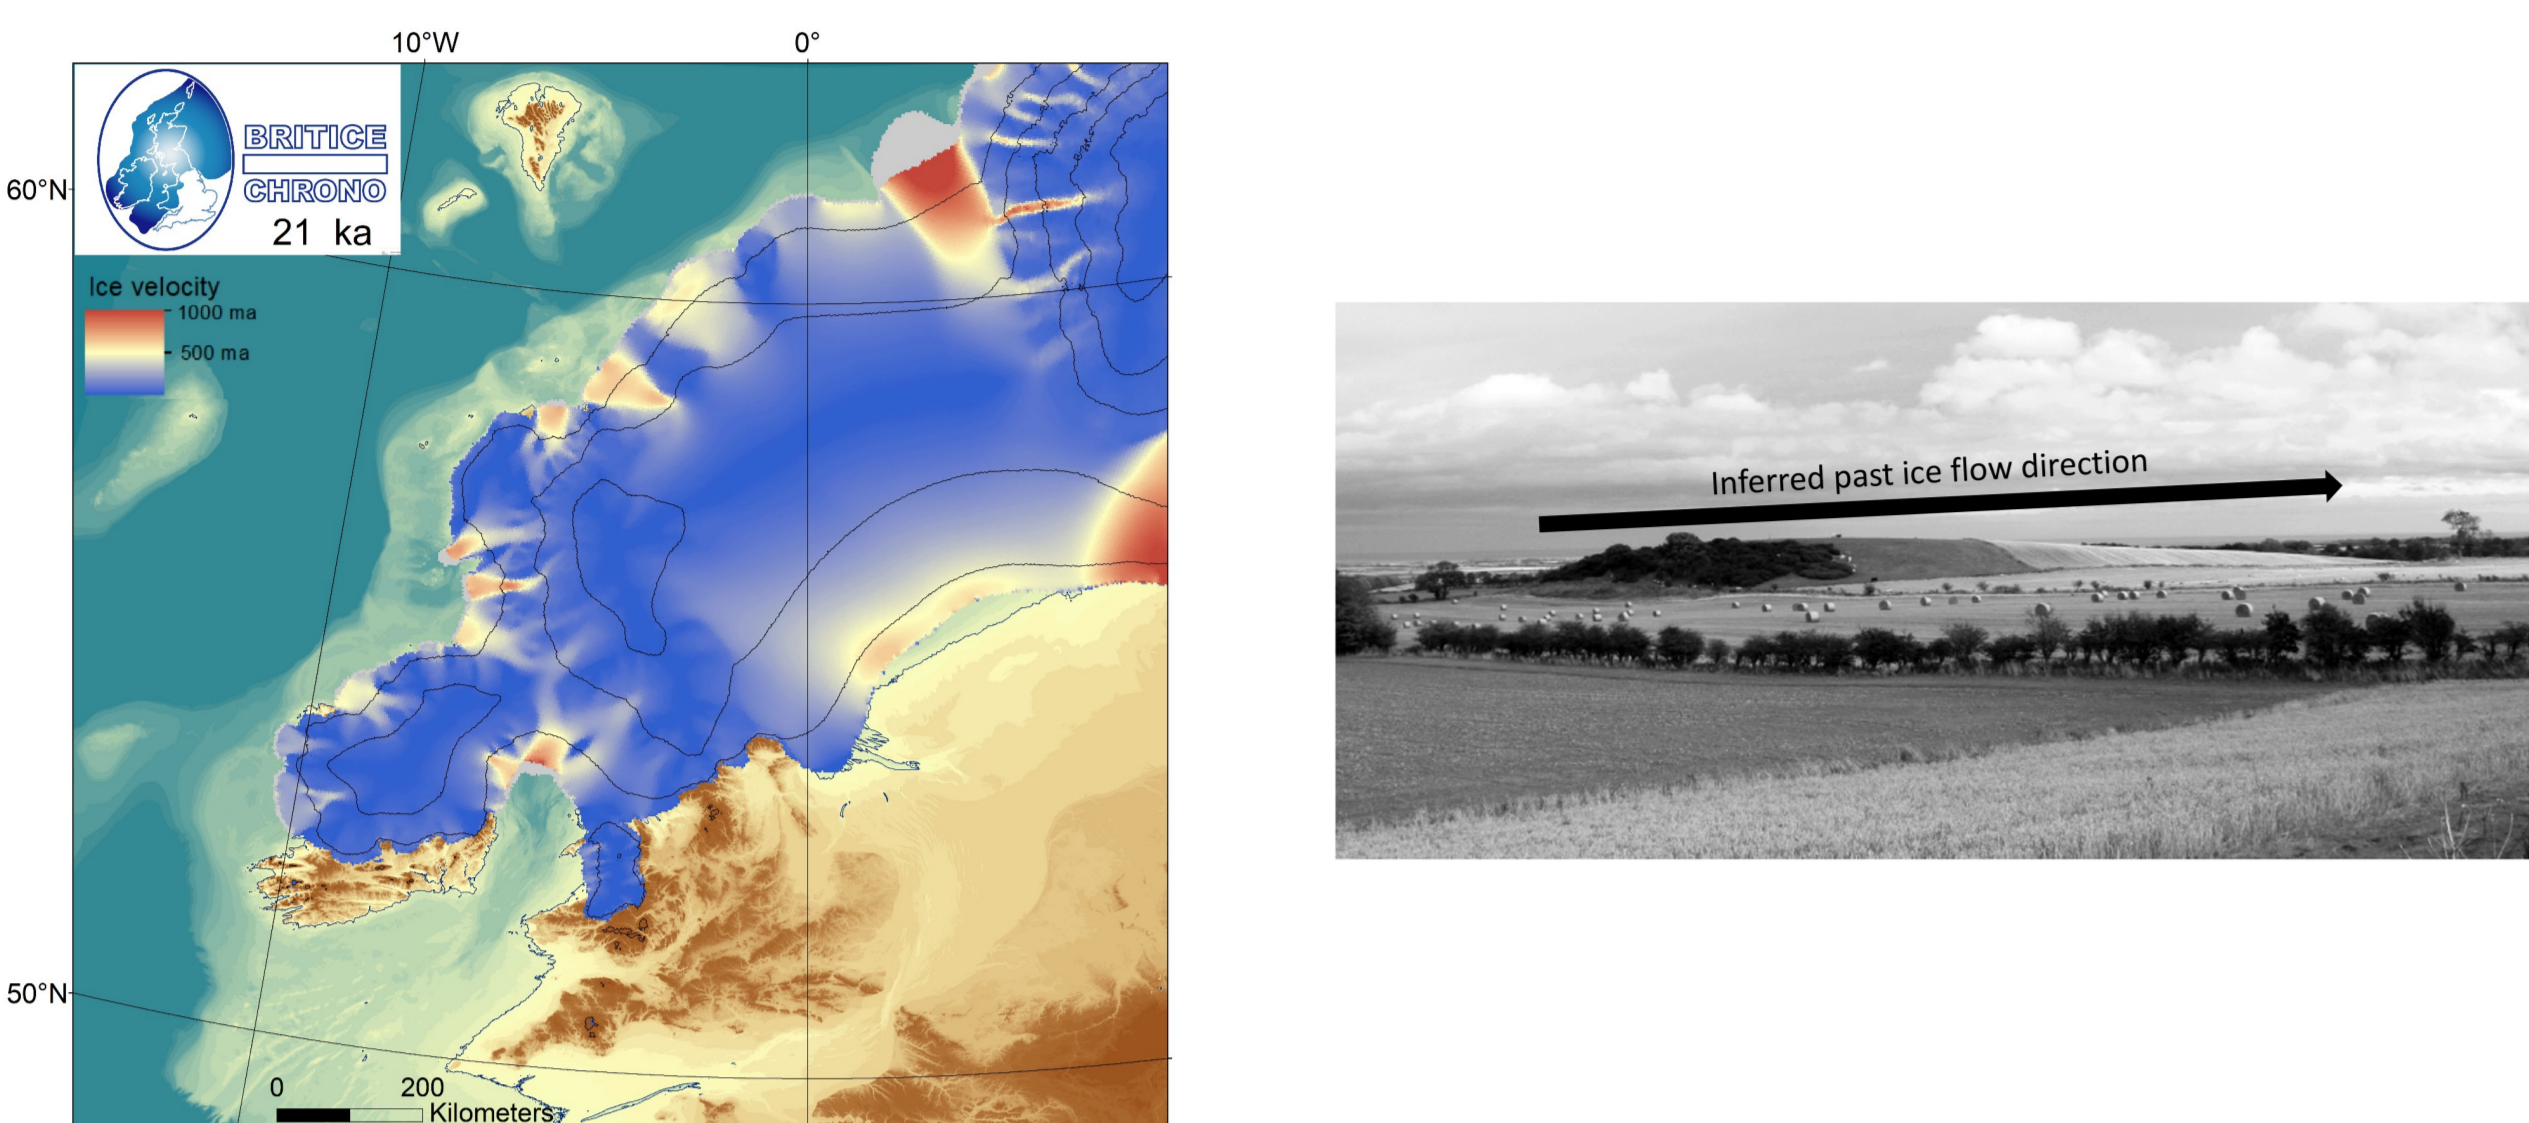 10°W
0°
BRITICE
60°N
CHRONO
21 ka
Ice velocity
1000 ma
500 ma
Inferred past ice flow direction
50°N
0
200
Kilometers